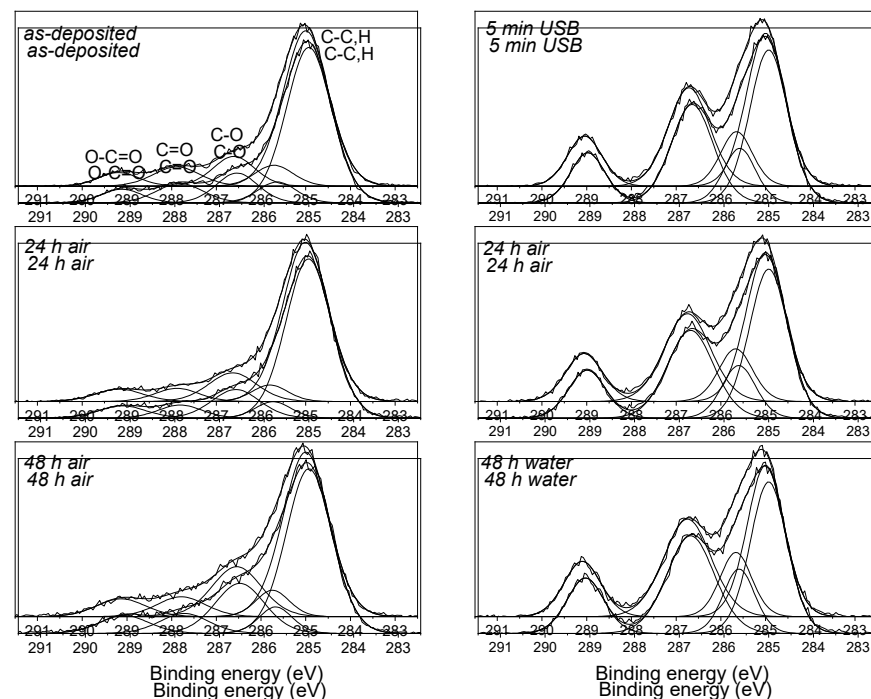 as-deposited
as-deposited
C-C,H
C-C,H
C-O
C-O
C=O
C=O
O-C=O
O-C=O
291 290 289 288 287 286 285 284 283
291 290 289 288 287 286 285 284 283
5 min USB
5 min USB
291 290 289 288 287 286 285 284 283
291 290 289 288 287 286 285 284 283
24 h air
24 h air
291 290 289 288 287 286 285 284 283
291 290 289 288 287 286 285 284 283
24 h air
24 h air
291 290 289 288 287 286 285 284 283
291 290 289 288 287 286 285 284 283
48 h air
48 h air
291 290 289 288 287 286 285 284 283
291 290 289 288 287 286 285 284 283
Binding energy (eV)
Binding energy (eV)
48 h water
48 h water
291 290 289 288 287 286 285 284 283
291 290 289 288 287 286 285 284 283
Binding energy (eV)
Binding energy (eV)